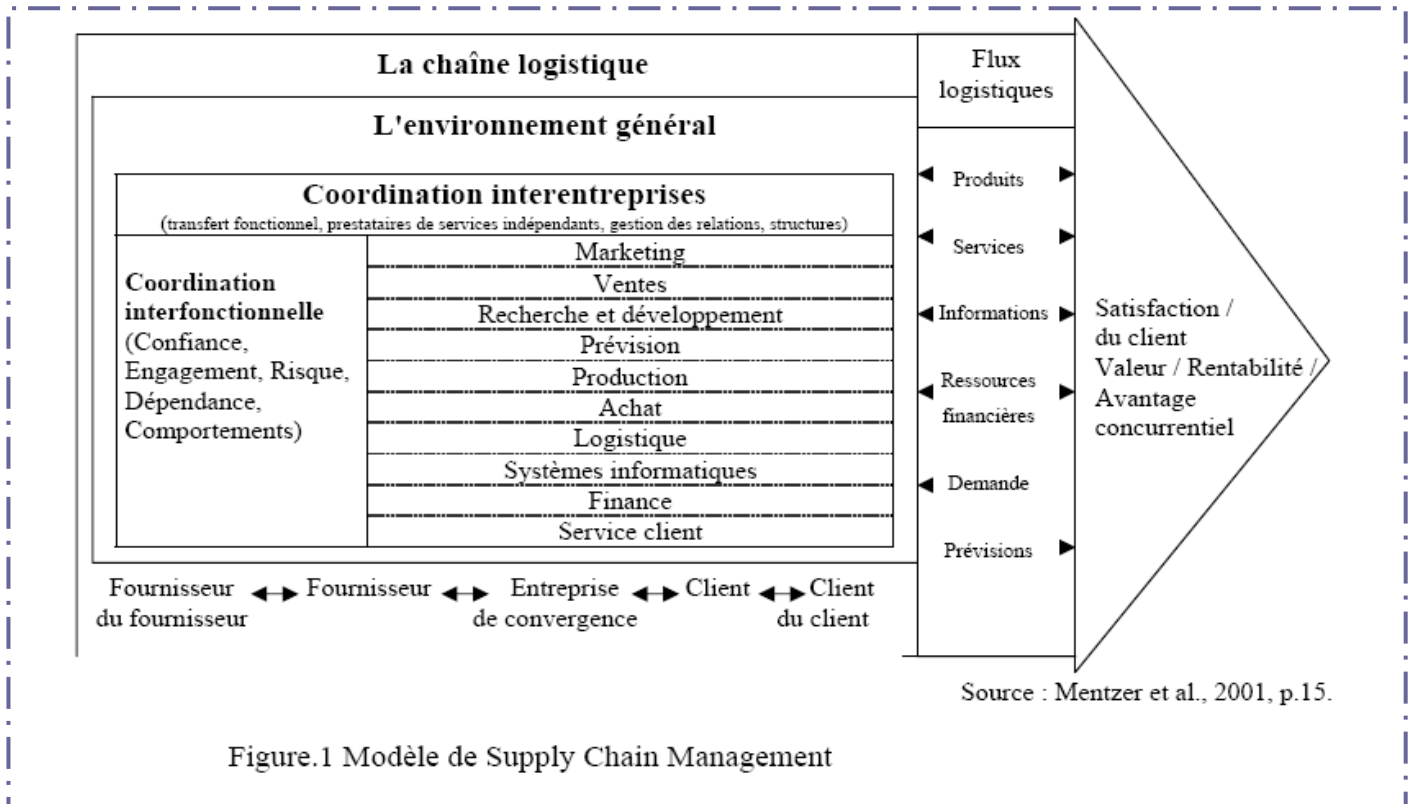 La chaîne logistique
L'environnement général
Coordination interentreprises
(transfert fonctionnel, prestataires de services indépendants, gestion des relations, structures)
Coordination
interfonctionnelle
(Confiance,
Engagement, Risque,
Dépendance,
Comportements)
Marketing
Ventes
Recherche et développement
Prévision
Production
Achat
Logistique
Systèmes informatiques
Finance
Service client
Fournisseur
du fournisseur
Fournisseur
Entreprise
de convergence
Client
Client
du client
Flux
logistiques
Produits
Services
Informations
Ressources
financières
Demande
Prévisions
Satisfaction /
du client
Valeur / Rentabilité /
Avantage
concurrentiel
Source : Mentzer et al., 2001, p.15.
Figure.1 Modèle de Supply Chain Management